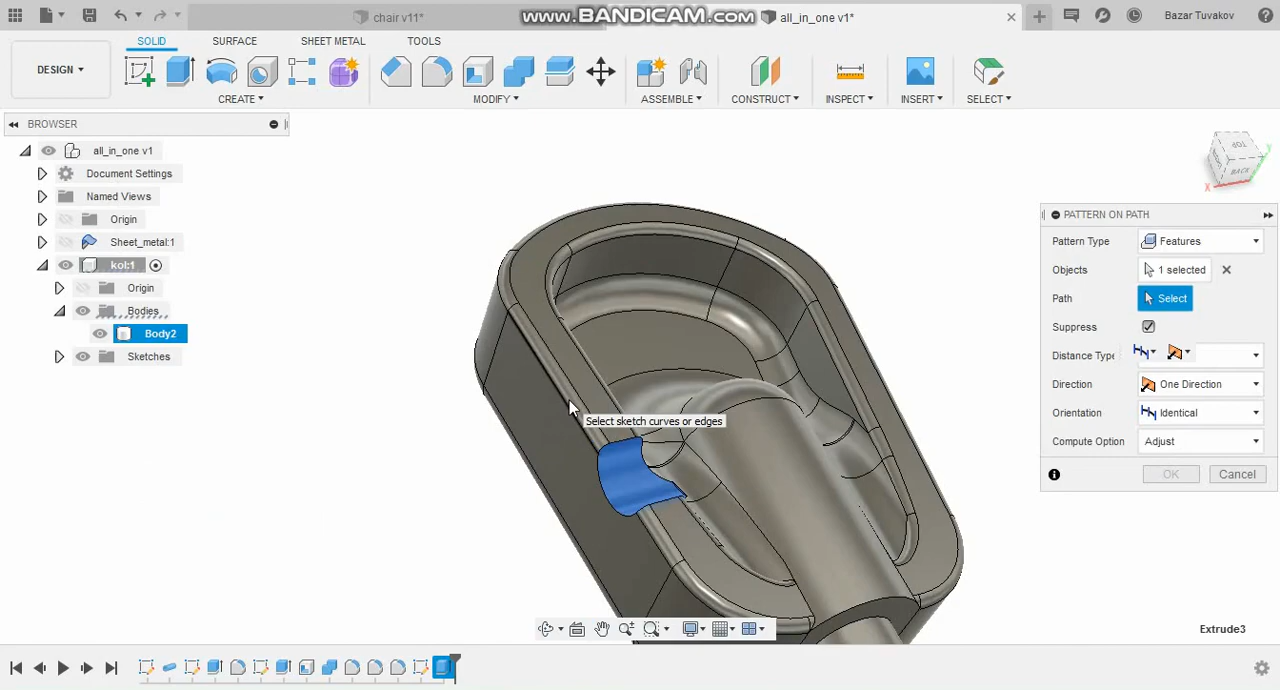 chair v11*
www.BANDICAM.com
all_in_one v1*
Bazar Tuvakov
DESIGN
SOLID
SURFACE
SHEET METAL
TOOLS
CREATE
MODIFY
ASSEMBLE
CONSTRUCT
INSPECT
INSERT
SELECT
BROWSER
all_in_one v1
Document Settings
Named Views
Origin
Sheet_metal:1
kol:1
Origin
Bodies
Body2
Sketches
TOP
BACK
X
Y
PATTERN ON PATH
Pattern Type
Features
Objects
1 selected
Path
Select
Suppress
Distance Type
Direction
One Direction
Orientation
Identical
Compute Option
Adjust
OK
Cancel
Select sketch curves or edges
Extrude3